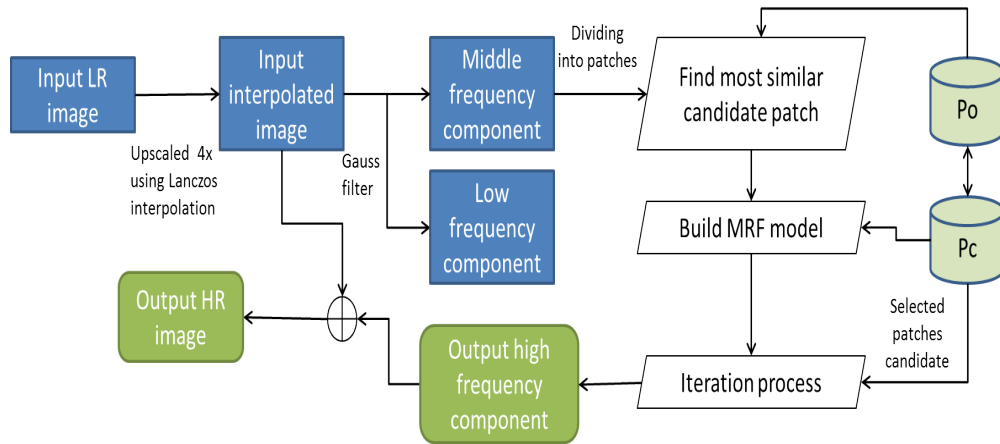 Input LR
image
Upscaled 4x
using Lanczos
interpolation
Input
interpolated
image
Gauss
filter
Middle
frequency
component
Low
frequency
component
Dividing
into patches
Find most similar
candidate patch
Po
Build MRF model
Pc
Selected
patches
candidate
Iteration process
Output high
frequency
component
Output HR
image